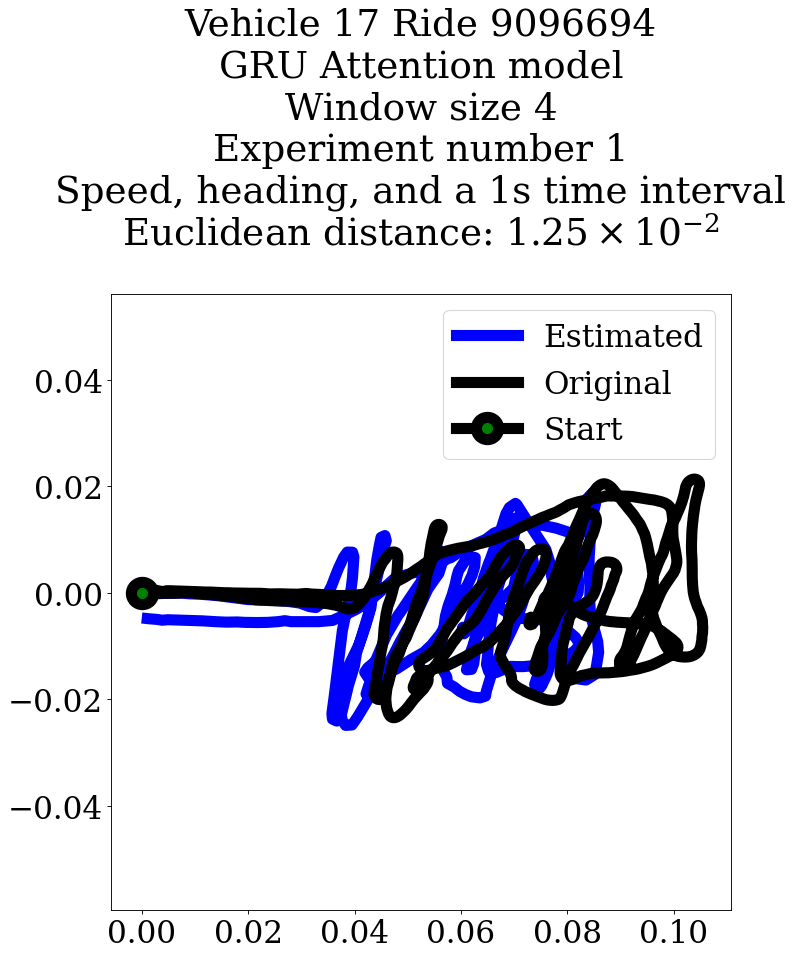 Vehicle 17 Ride 9096694
GRU Attention model
Window size 4
Experiment number 1
Speed, heading, and a 1s time interval
Euclidean distance: 1.25 × 10⁻²
Estimated
Original
Start
0.04
0.02
0.00
−0.02
−0.04
0.00 0.02 0.04 0.06 0.08 0.10